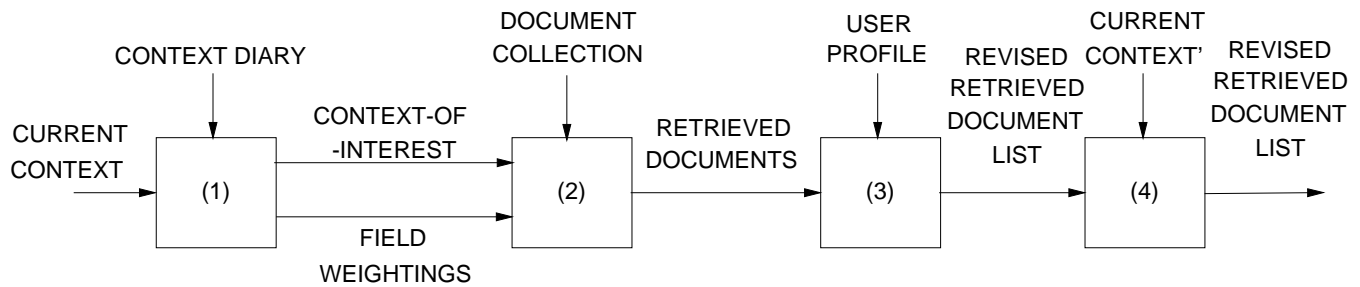 CONTEXT DIARY
CURRENT
CONTEXT
(1)
CONTEXT-OF
-INTEREST
FIELD
WEIGHTINGS
DOCUMENT
COLLECTION
(2)
RETRIEVED
DOCUMENTS
USER
PROFILE
(3)
REVISED
RETRIEVED
DOCUMENT
LIST
CURRENT
CONTEXT'
(4)
REVISED
RETRIEVED
DOCUMENT
LIST